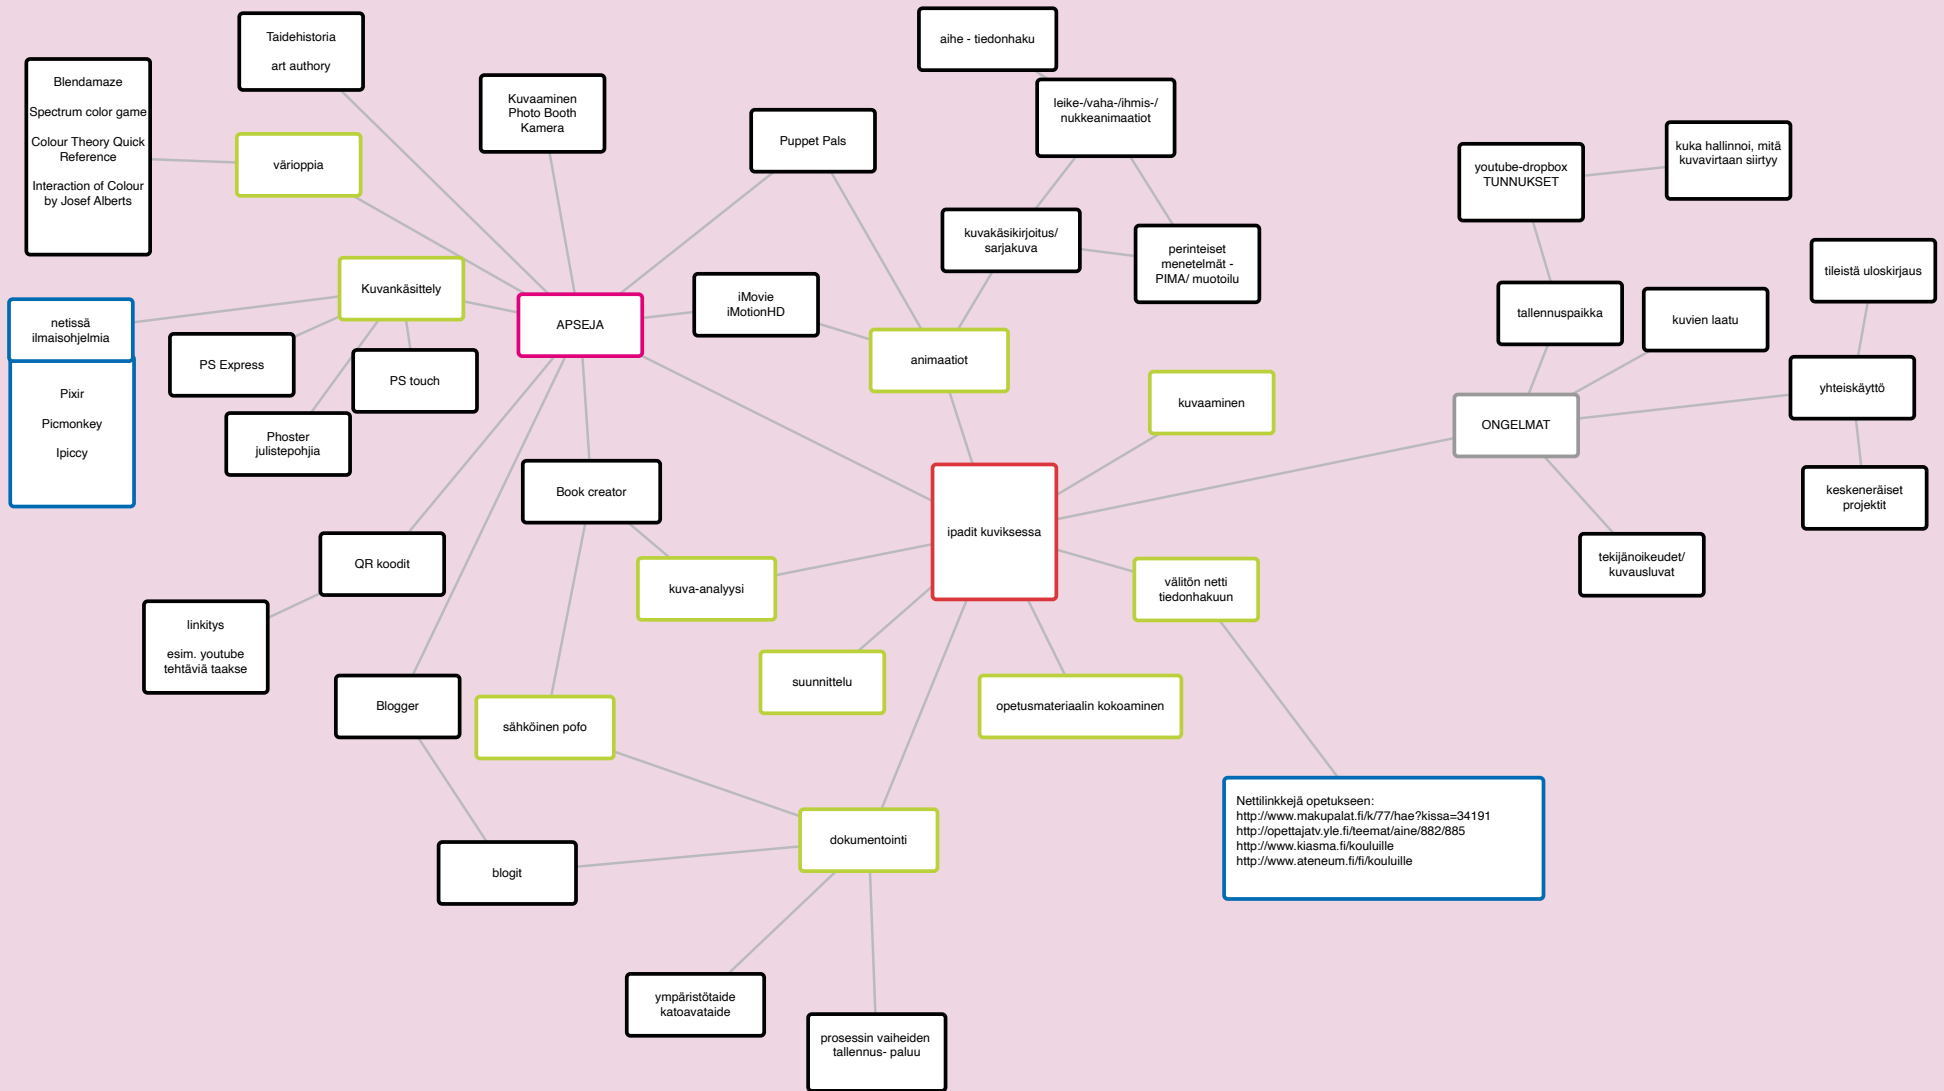 aihe - tiedonhaku
Taidehistoria
art authory
Blendamaze
Spectrum color game
Colour Theory Quick
Reference
Interaction of Colour
by Josef Alberts
Kuvaaminen
Photo Booth
Kamera
leike-/vaha-/ihmis-/
nukkeanimaatiot
Puppet Pals
värioppia
youtube-dropbox
TUNNUKSET
kuka hallinnoi, mitä
kuvavirtaan siirtyy
kuvakäsikirjoitus/
sarjakuva
perinteiset
menetelmät -
PIMA/ muotoilu
tileistä uloskirjaus
Kuvankäsittely
iMovie
iMotionHD
APSEJA
netissä
ilmaisohjelmia
tallennuspaikka
kuvien laatu
PS Express
PS touch
animaatiot
yhteiskäyttö
Pixir
Picmonkey
Ipiccy
kuvaaminen
ONGELMAT
Phoster
julistepohjia
Book creator
keskeneräiset
projektit
ipadit kuviksessa
QR koodit
tekijänoikeudet/
kuvausluvat
kuva-analyysi
välitön netti
tiedonhakuun
linkitys
esim. youtube
tehtäviä taakse
suunnittelu
opetusmateriaalin kokoaminen
Blogger
sähköinen pofo
Nettilinkkejä opetukseen:
http://www.makupalat.fi/k/77/hae?kissa=34191
http://opettajatv.yle.fi/teemat/aine/882/885
http://www.kiasma.fi/kouluille
http://www.ateneum.fi/fi/kouluille
dokumentointi
blogit
ympäristötaide
katoavataide
prosessin vaiheiden
tallennus- paluu